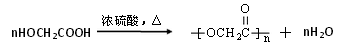 nHOCH₂COOH 浓硫酸，△ ⟶ ⁅OCH₂C(=O)⁆n + nH₂O